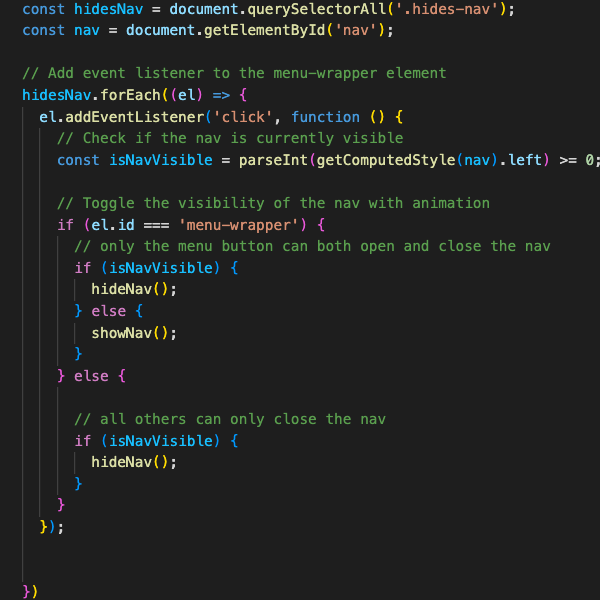 const hidesNav = document.querySelectorAll('.hides-nav');
const nav = document.getElementById('nav');
// Add event listener to the menu-wrapper element
hidesNav.forEach((el) => {
el.addEventListener('click', function () {
// Check if the nav is currently visible
const isNavVisible = parseInt(getComputedStyle(nav).left) >= 0;
// Toggle the visibility of the nav with animation
if (el.id === 'menu-wrapper') {
// only the menu button can both open and close the nav
if (isNavVisible) {
hideNav();
} else {
showNav();
}
} else {
// all others can only close the nav
if (isNavVisible) {
hideNav();
}
}
});
})